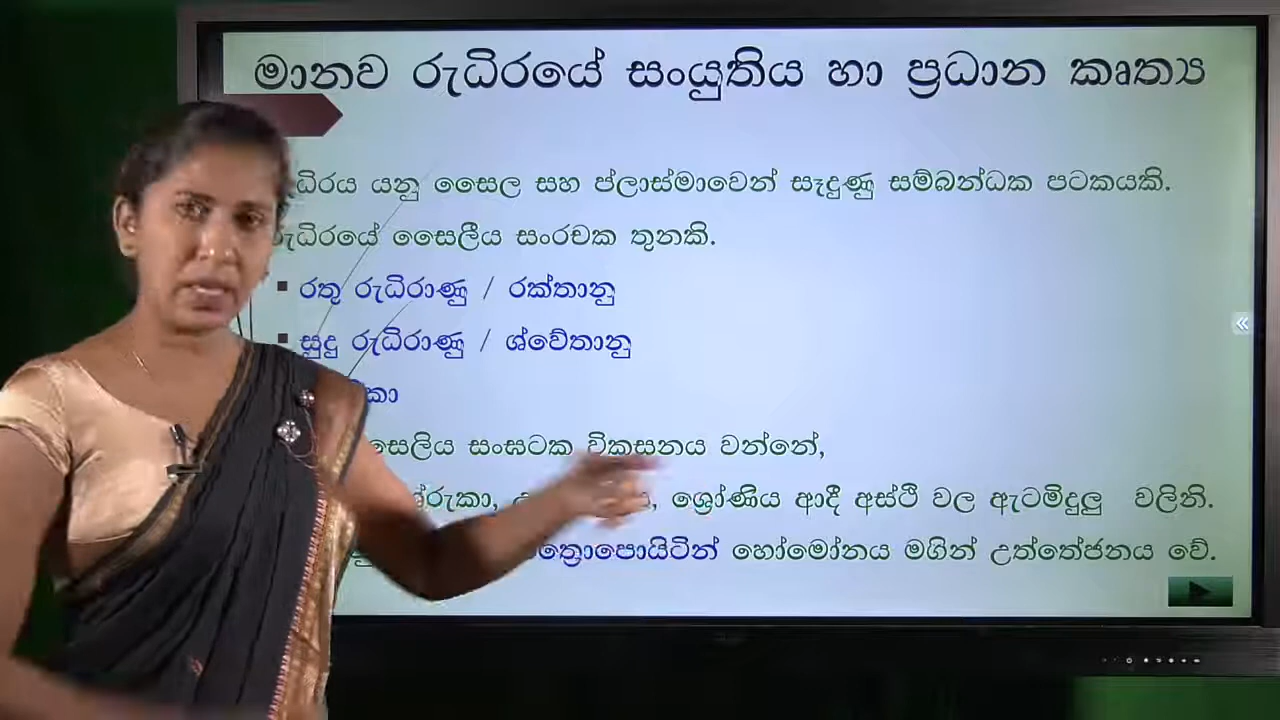 මානව රුධිරයේ සංයුතිය හා ප්‍රධාන කෘත්‍ය
යනු සෛල සහ ප්ලාස්මාවෙන් සෑදුණු සම්බන්ධක පටකයකි.
රුධිරයේ සෛලීය සංරචක තුනකි.
▪ රතු රුධිරාණු / රක්තානු
▪ සුදු රුධිරාණු / ශ්වේතානු
සෙලිය සංඝටක විකසනය වන්නේ,
ශ්‍රෝණිය ආදී අස්ථි වල ඇටමිදුලු වලිනි.
හෝමෝනය මගින් උත්තේජනය වේ.